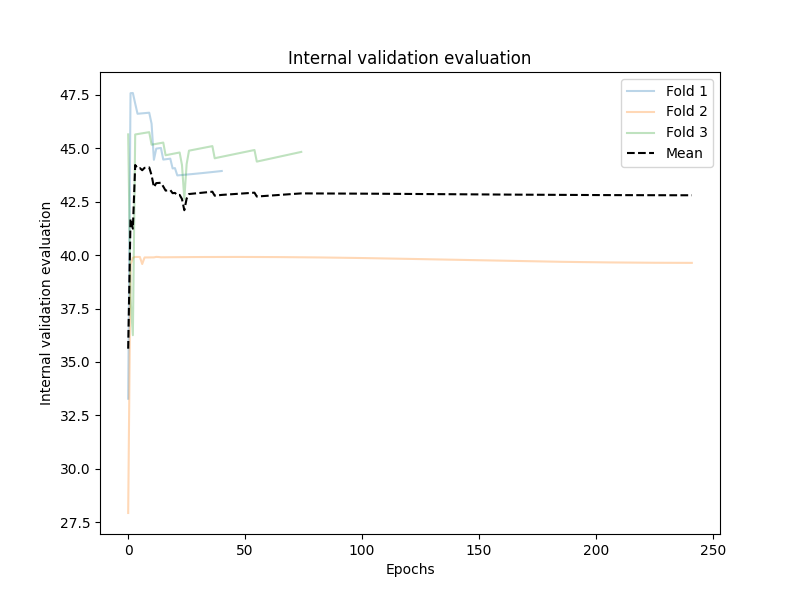 Internal validation evaluation
47.5
45.0
42.5
40.0
37.5
35.0
32.5
30.0
27.5
Internal validation evaluation
Fold 1
Fold 2
Fold 3
Mean
0
50
100
150
200
250
Epochs